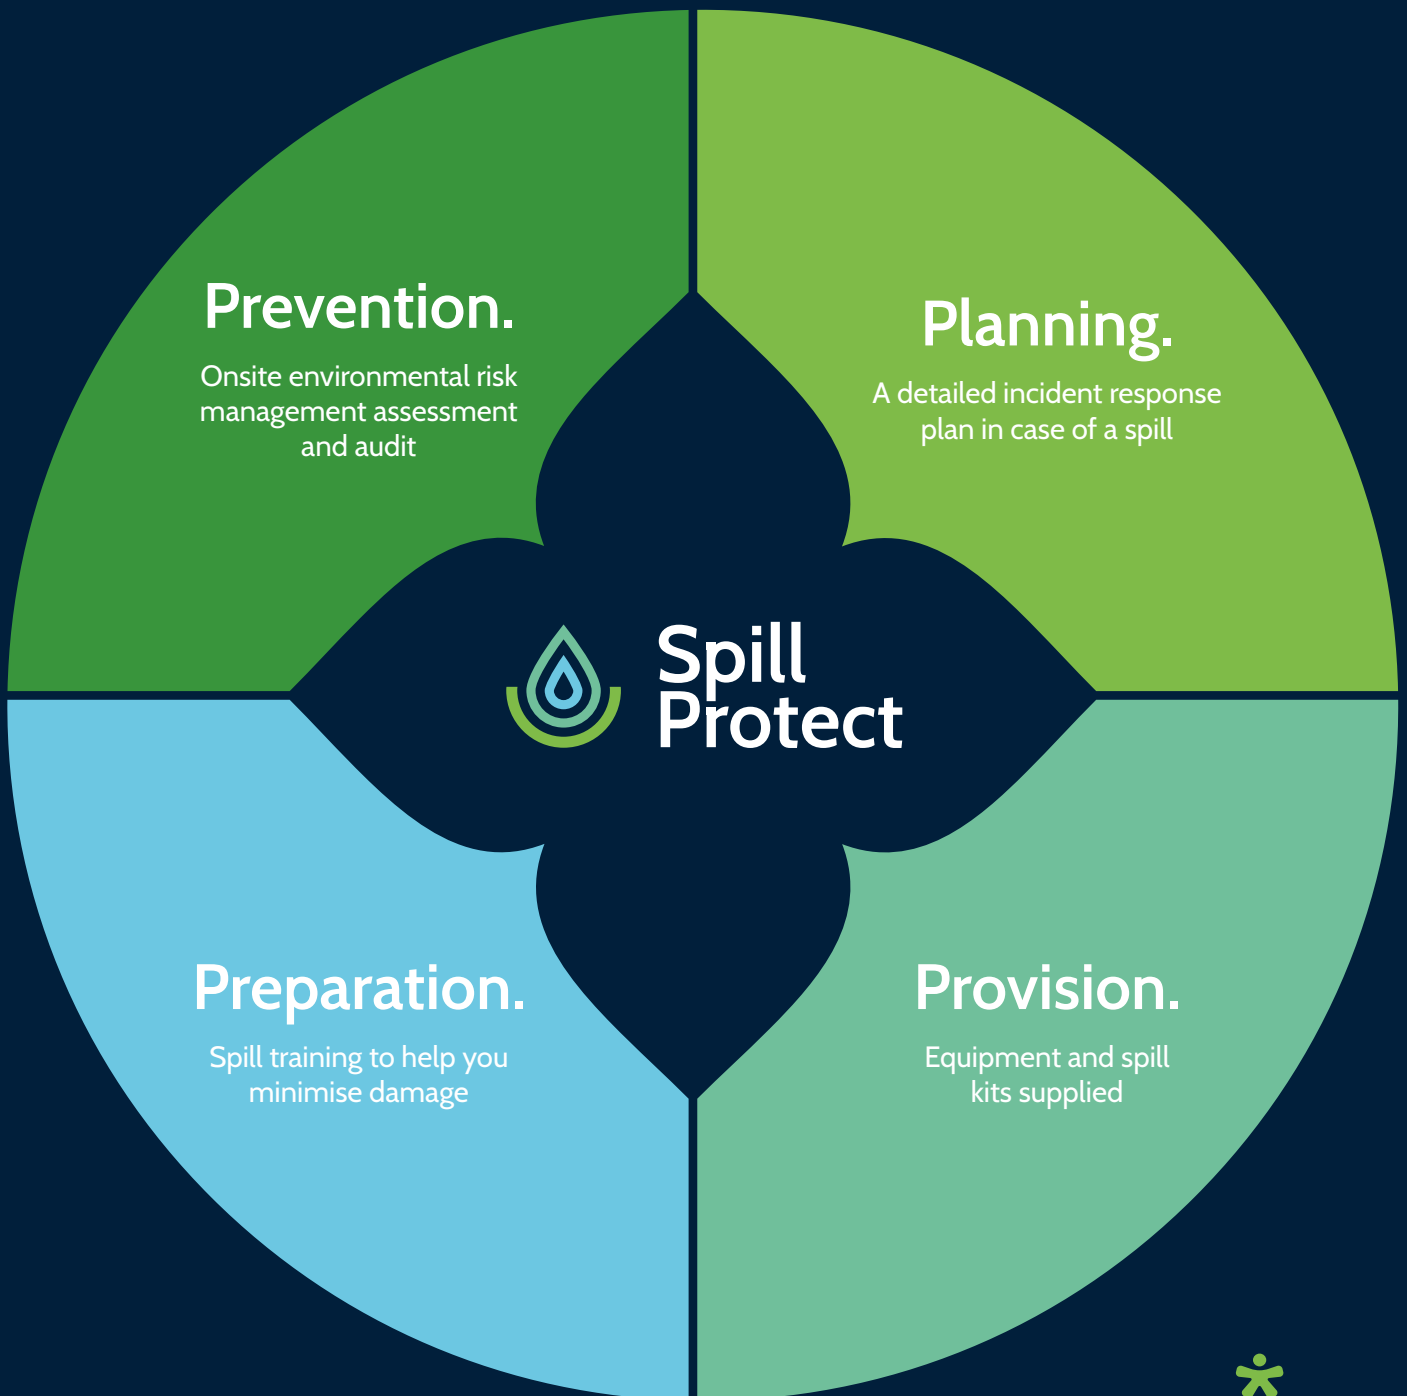 Prevention.
Onsite environmental risk
management assessment
and audit
Planning.
A detailed incident response
plan in case of a spill
Spill
Protect
Preparation.
Spill training to help you
minimise damage
Provision.
Equipment and spill
kits supplied